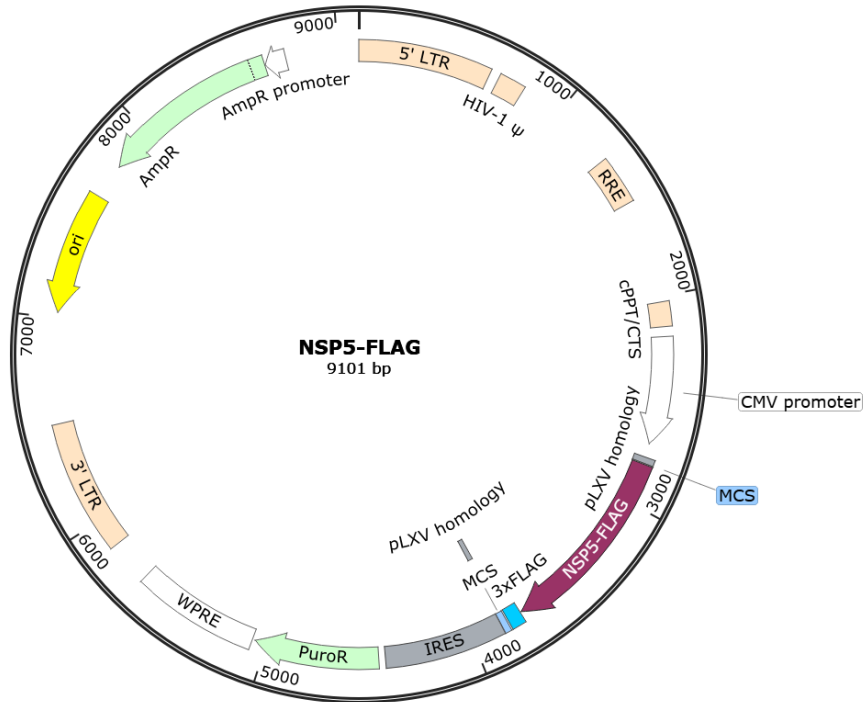 9000
5' LTR
HIV-1 ψ
1000
RRE
2000
cPPT/CTS
CMV promoter
pLXV homology
MCS
3000
NSP5-FLAG
3xFLAG
MCS
pLXV homology
4000
IRES
PuroR
5000
WPRE
6000
3' LTR
7000
ori
8000
AmpR
AmpR promoter
NSP5-FLAG
9101 bp